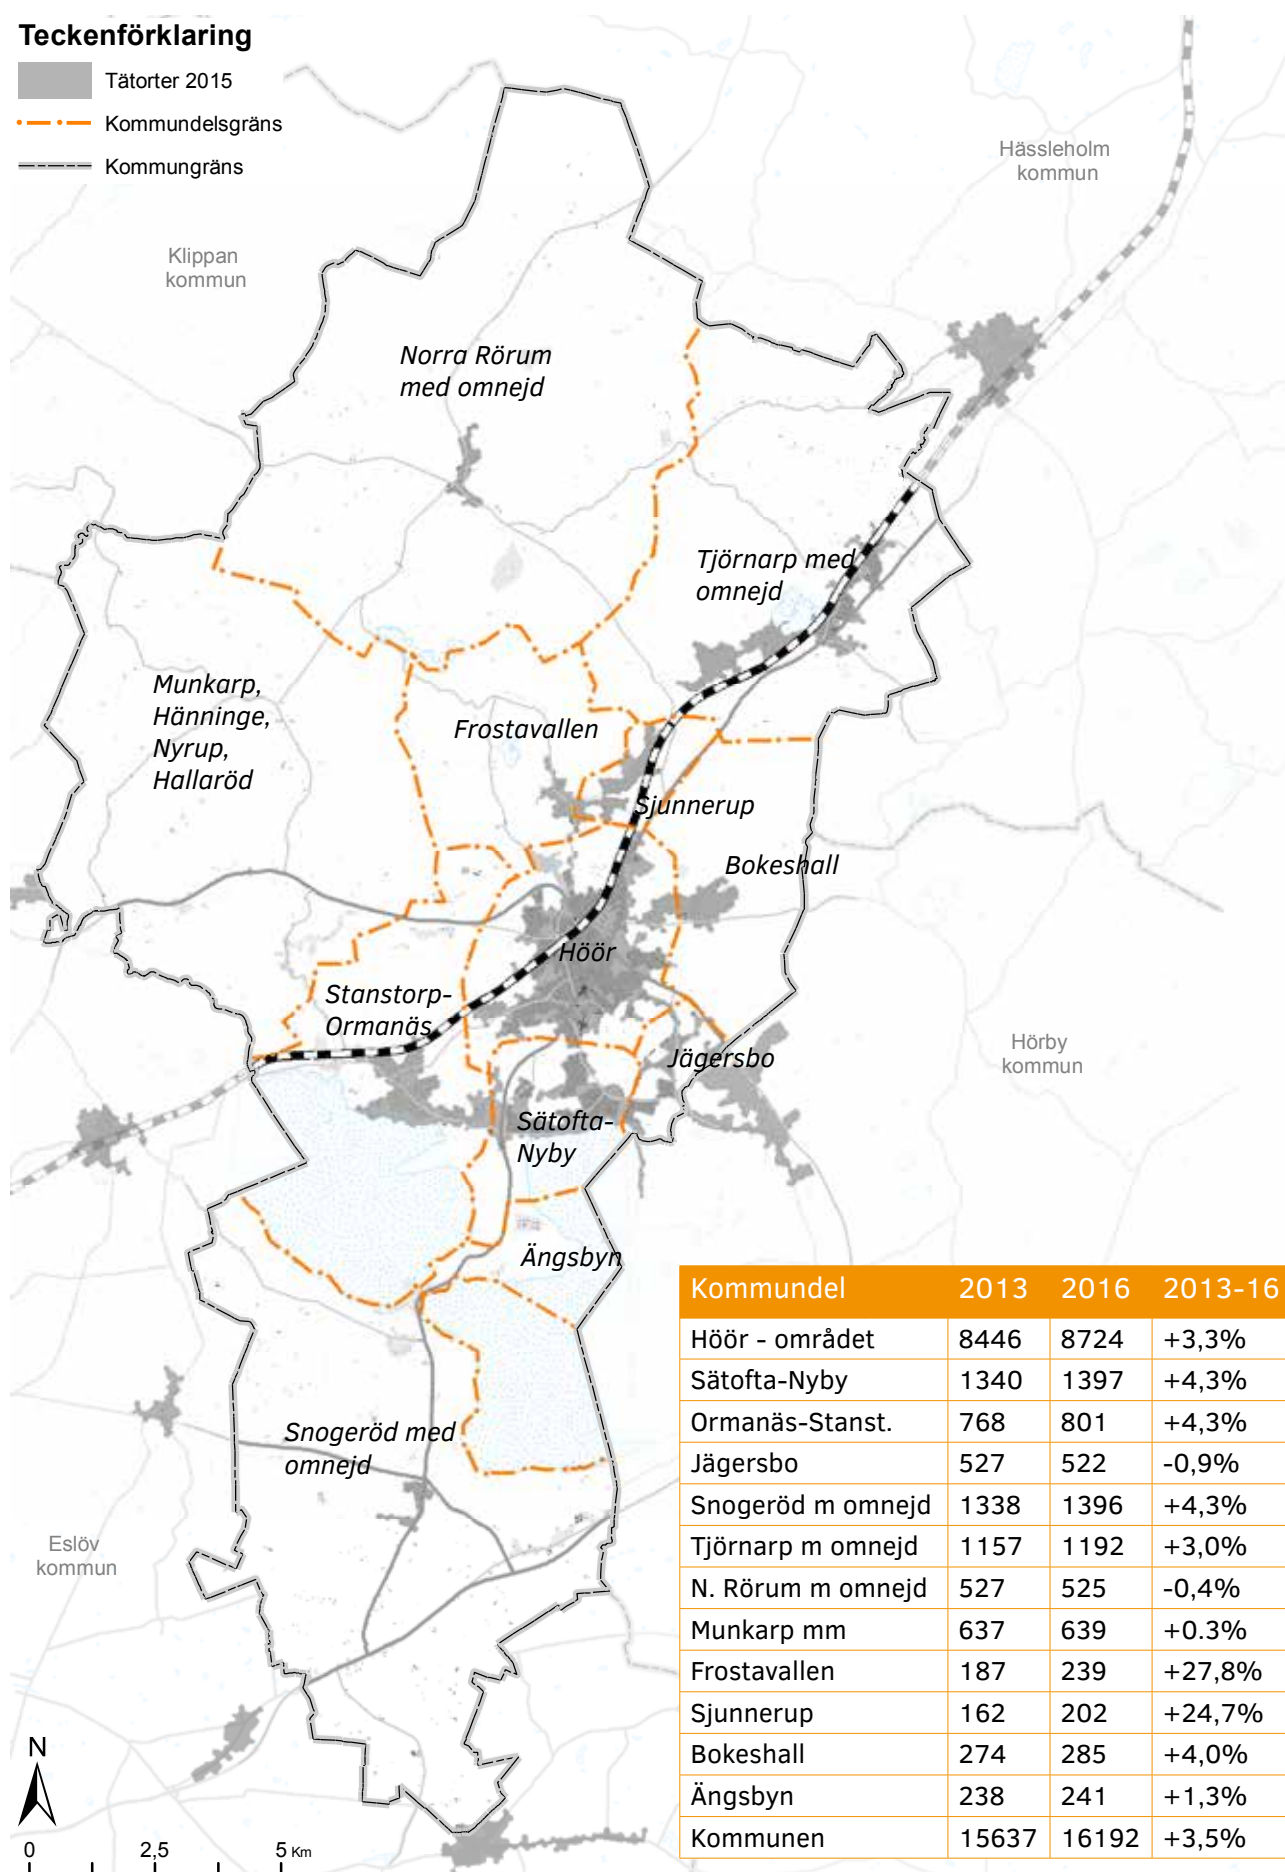 Teckenförklaring
Tätorter 2015
Kommundelsgräns
Kommungräns
Hässleholm
kommun
Klippan
kommun
Norra Rörum
med omnejd
Tjörnarp med
omnejd
Munkarp,
Hänninge,
Nyrup,
Hallaröd
Frostavallen
Sjunnerup
Bokeshall
Höör
Stanstorp-
Ormanäs
Jägersbo
Hörby
kommun
Sätofta-
Nyby
Ängsbyn
Snogeröd med
omnejd
Eslöv
kommun
Kommundel 2013 2016 2013-16
Höör - området 8446 8724 +3,3%
Sätofta-Nyby 1340 1397 +4,3%
Ormanäs-Stanst. 768 801 +4,3%
Jägersbo 527 522 -0,9%
Snogeröd m omnejd 1338 1396 +4,3%
Tjörnarp m omnejd 1157 1192 +3,0%
N. Rörum m omnejd 527 525 -0,4%
Munkarp mm 637 639 +0.3%
Frostavallen 187 239 +27,8%
Sjunnerup 162 202 +24,7%
Bokeshall 274 285 +4,0%
Ängsbyn 238 241 +1,3%
Kommunen 15637 16192 +3,5%
N
0 2,5 5 Km